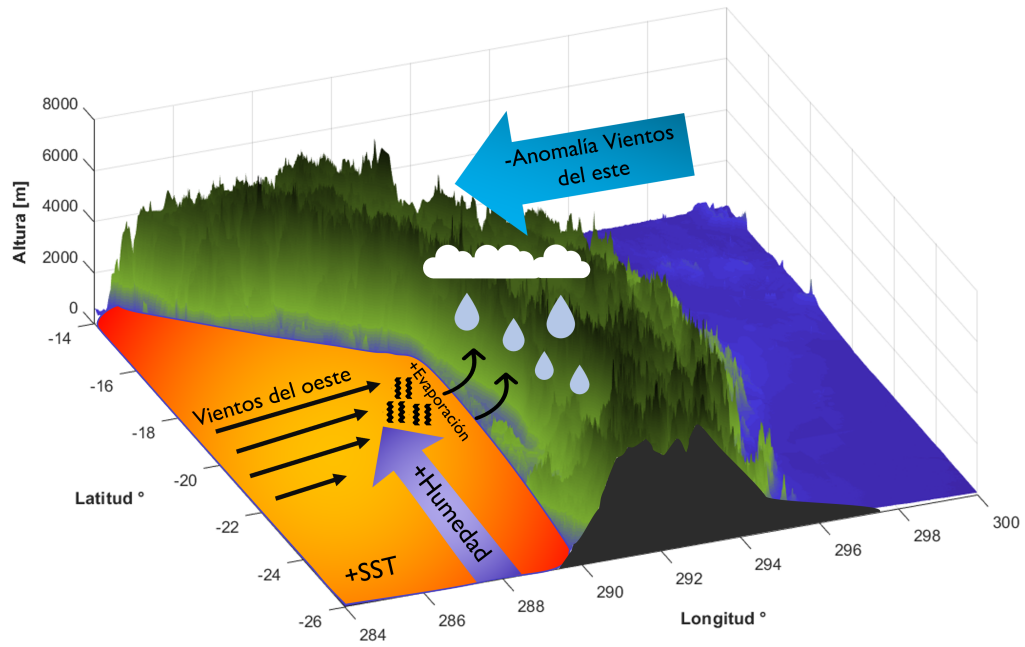 8000
6000
4000
2000
0
Altura [m]
-14
-16
-18
-20
-22
-24
-26
Latitud °
284
286
288
290
292
294
296
298
300
Longitud °
-Anomalía Vientos
del este
Vientos del oeste
+Evaporación
+Humedad
+SST